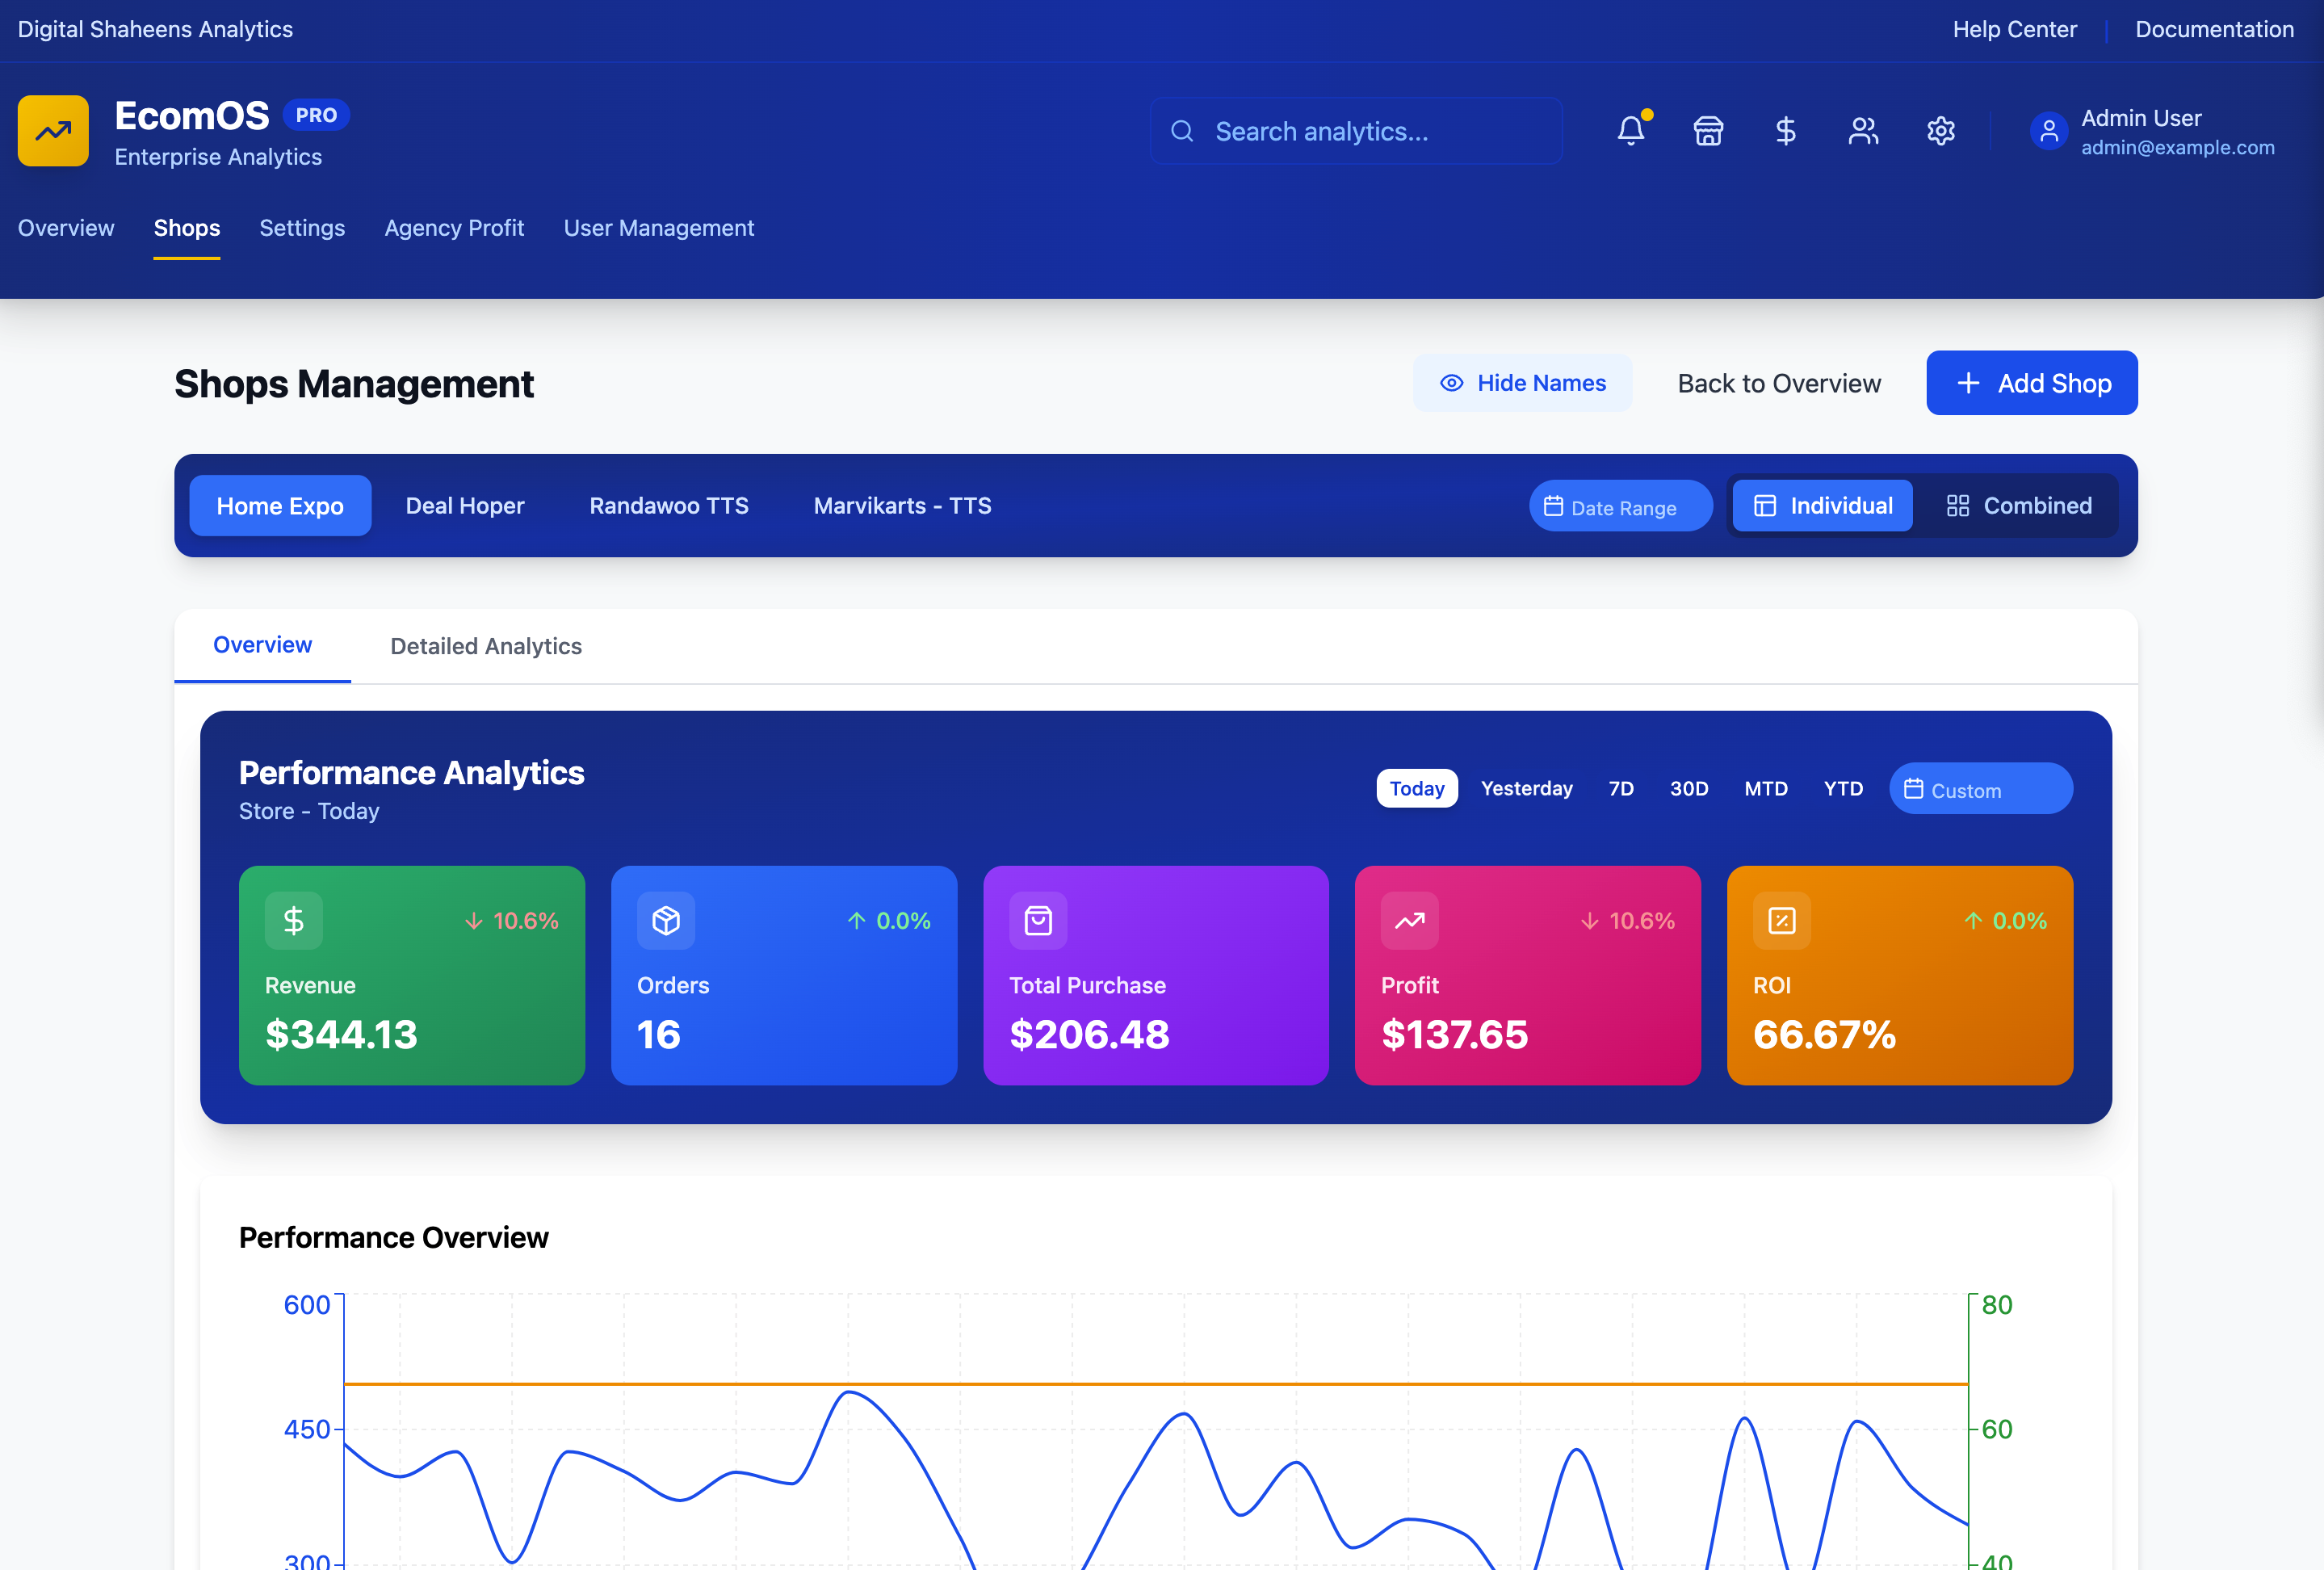 Digital Shaheens Analytics
Help Center
Documentation
EcomOS PRO
Enterprise Analytics
Search analytics...
Admin User
admin@example.com
Overview
Shops
Settings
Agency Profit
User Management
Shops Management
Hide Names
Back to Overview
Add Shop
Home Expo
Deal Hoper
Randawoo TTS
Marvikarts - TTS
Date Range
Individual
Combined
Overview
Detailed Analytics
Performance Analytics
Store - Today
Today
Yesterday
7D
30D
MTD
YTD
Custom
10.6%
Revenue
$344.13
0.0%
Orders
16
Total Purchase
$206.48
10.6%
Profit
$137.65
0.0%
ROI
66.67%
Performance Overview
600
80
450
60
300
40